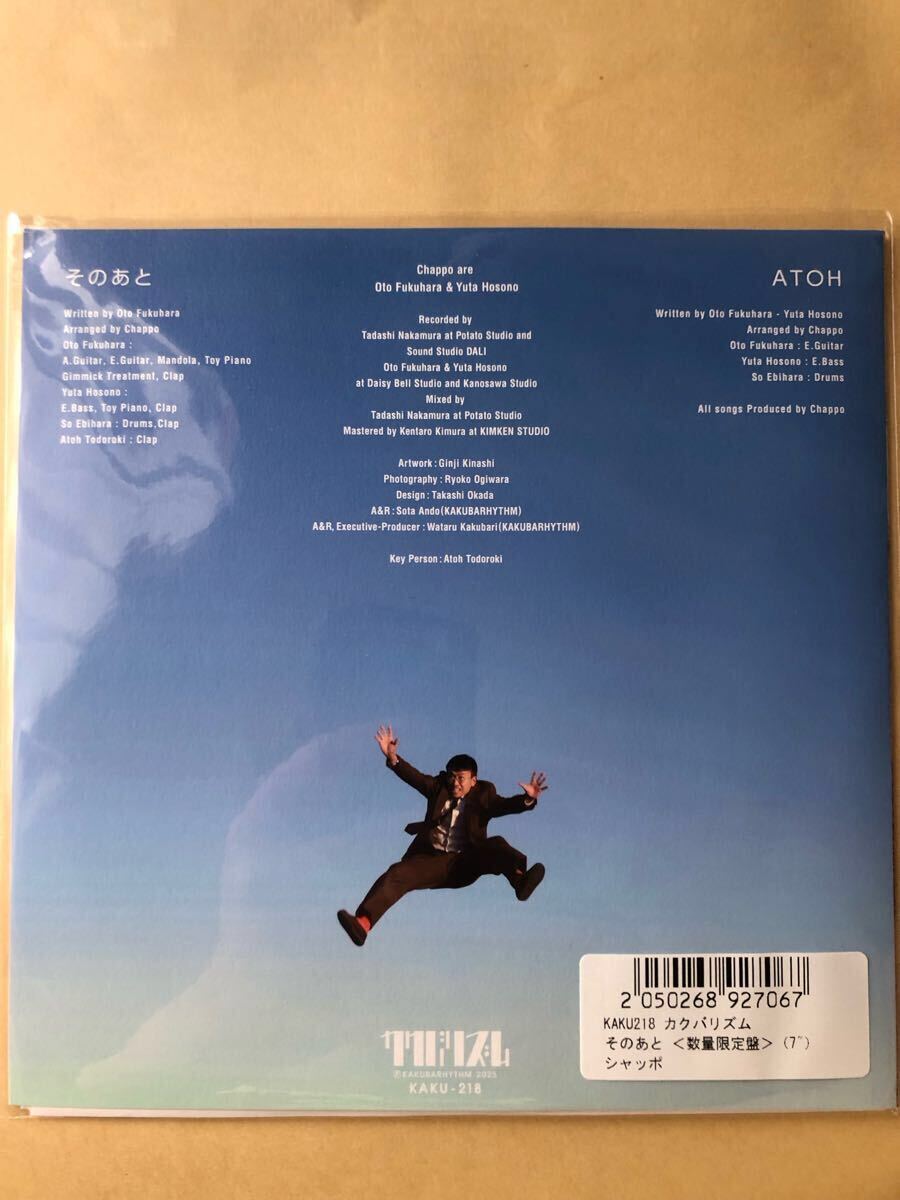 そのあと
Written by Oto Fukuhara
Arranged by Chappo
Oto Fukuhara :
A.Guitar, E.Guitar, Mandola, Toy Piano
Gimmick Treatment, Clap
Yuta Hosono :
E.Bass, Toy Piano, Clap
So Ebihara : Drums,Clap
Atoh Todoroki : Clap
Chappo are
Oto Fukuhara & Yuta Hosono
Recorded by
Tadashi Nakamura at Potato Studio and
Sound Studio DALI
Oto Fukuhara & Yuta Hosono
at Daisy Bell Studio and Kanosawa Studio
Mixed by
Tadashi Nakamura at Potato Studio
Mastered by Kentaro Kimura at KIMKEN STUDIO
Artwork : Ginji Kinashi
Photography : Ryoko Ogiwara
Design : Takashi Okada
A&R : Sota Ando(KAKUBARHYTHM)
A&R, Executive-Producer : Wataru Kakubari(KAKUBARHYTHM)
Key Person : Atoh Todoroki
ATOH
Written by Oto Fukuhara - Yuta Hosono
Arranged by Chappo
Oto Fukuhara : E.Guitar
Yuta Hosono : E.Bass
So Ebihara : Drums
All songs Produced by Chappo
カクバリズム
Ⓟ KAKUBARHYTHM 2025
KAKU-218
2 050268 927067
KAKU218 カクバリズム
そのあと <数量限定盤> (7")
シャッポ